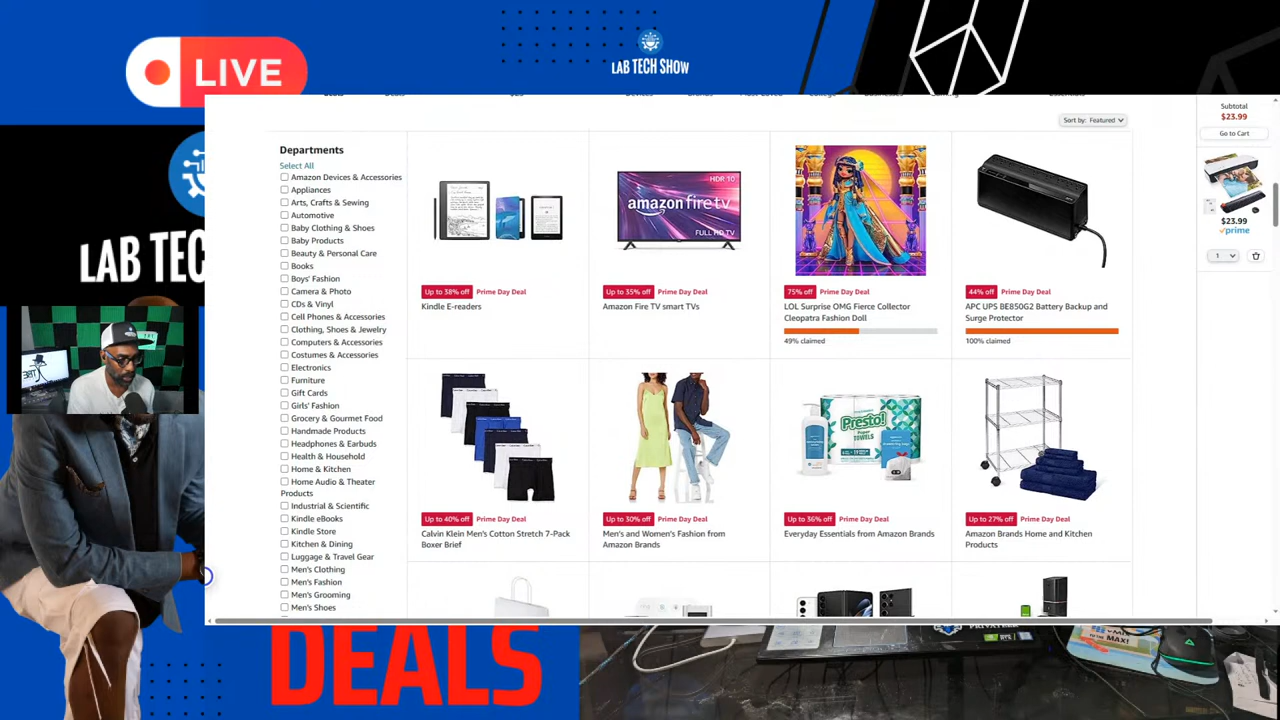 LIVE
LAB TECH SHOW
LAB TEC
Sort by: Featured
Subtotal
$23.99
Go to Cart
$23.99
prime
1
Departments
Select All
Amazon Devices & Accessories
Appliances
Arts, Crafts & Sewing
Automotive
Baby Clothing & Shoes
Baby Products
Beauty & Personal Care
Books
Boys' Fashion
Camera & Photo
CDs & Vinyl
Cell Phones & Accessories
Clothing, Shoes & Jewelry
Computers & Accessories
Costumes & Accessories
Electronics
Furniture
Gift Cards
Girls' Fashion
Grocery & Gourmet Food
Handmade Products
Headphones & Earbuds
Health & Household
Home & Kitchen
Home Audio & Theater
Products
Industrial & Scientific
Kindle eBooks
Kindle Store
Kitchen & Dining
Luggage & Travel Gear
Men's Clothing
Men's Fashion
Men's Grooming
Men's Shoes
Up to 38% off Prime Day Deal
Kindle E-readers
HDR 10
amazon fire tv
FULL HD TV
Up to 35% off Prime Day Deal
Amazon Fire TV smart TVs
75% off Prime Day Deal
LOL Surprise OMG Fierce Collector
Cleopatra Fashion Doll
49% claimed
44% off Prime Day Deal
APC UPS BE850G2 Battery Backup and
Surge Protector
100% claimed
Up to 40% off Prime Day Deal
Calvin Klein Men's Cotton Stretch 7-Pack
Boxer Brief
Up to 30% off Prime Day Deal
Men's and Women's Fashion from
Amazon Brands
Presto!
Up to 36% off Prime Day Deal
Everyday Essentials from Amazon Brands
Up to 27% off Prime Day Deal
Amazon Brands Home and Kitchen
Products
DEALS